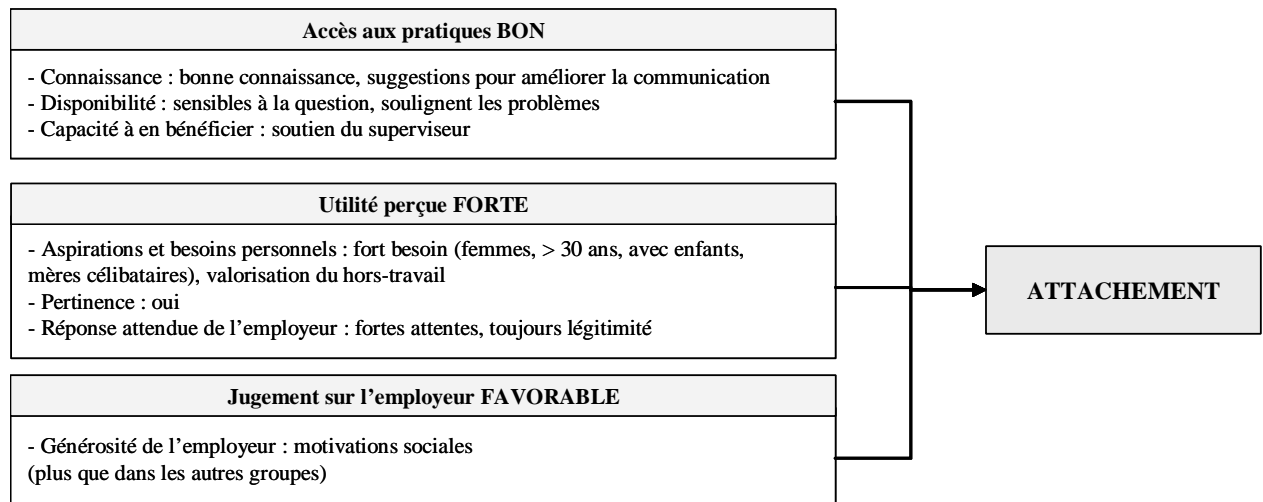 Accès aux pratiques BON
- Connaissance : bonne connaissance, suggestions pour améliorer la communication
- Disponibilité : sensibles à la question, soulignent les problèmes
- Capacité à en bénéficier : soutien du superviseur
Utilité perçue FORTE
- Aspirations et besoins personnels : fort besoin (femmes, > 30 ans, avec enfants,
mères célibataires), valorisation du hors-travail
- Pertinence : oui
- Réponse attendue de l’employeur : fortes attentes, toujours légitimité
Jugement sur l’employeur FAVORABLE
- Générosité de l’employeur : motivations sociales
(plus que dans les autres groupes)
ATTACHEMENT